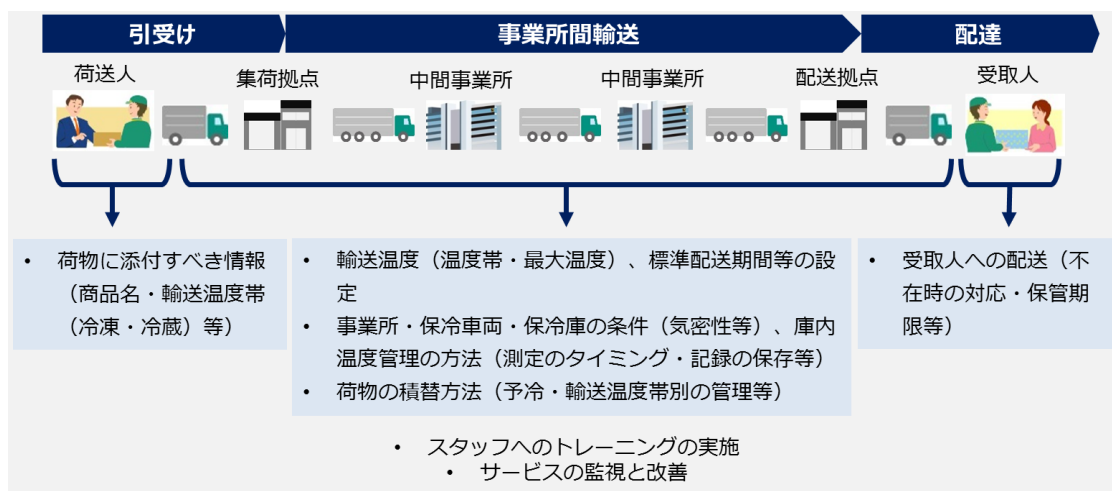 引受け
事業所間輸送
配達
荷送人
集荷拠点
中間事業所
中間事業所
配送拠点
受取人
• 荷物に添付すべき情報
（商品名・輸送温度帯
（冷凍・冷蔵）等）
• 輸送温度（温度帯・最大温度）、標準配送期間等の設
定
• 事業所・保冷車両・保冷庫の条件（気密性等）、庫内
温度管理の方法（測定のタイミング・記録の保存等）
• 荷物の積替方法（予冷・輸送温度帯別の管理等）
• 受取人への配送（不
在時の対応・保管期
限等）
• スタッフへのトレーニングの実施
• サービスの監視と改善